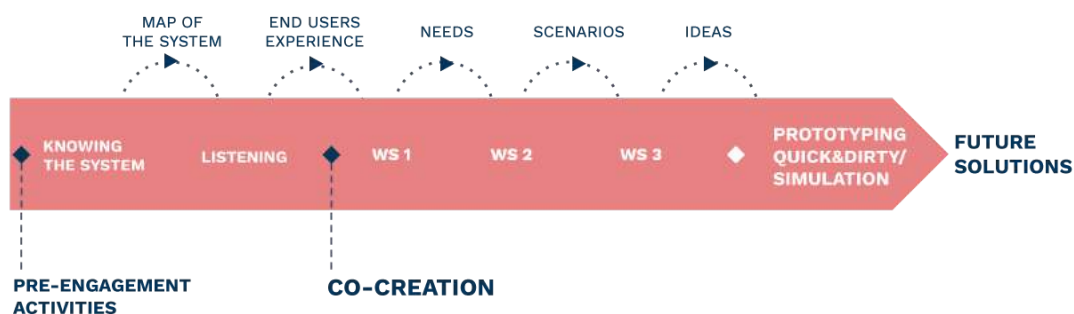 MAP OF
THE SYSTEM
END USERS
EXPERIENCE
NEEDS
SCENARIOS
IDEAS
KNOWING
THE SYSTEM
LISTENING
WS 1
WS 2
WS 3
PROTOTYPING
QUICK&DIRTY/
SIMULATION
FUTURE
SOLUTIONS
PRE-ENGAGEMENT
ACTIVITIES
CO-CREATION